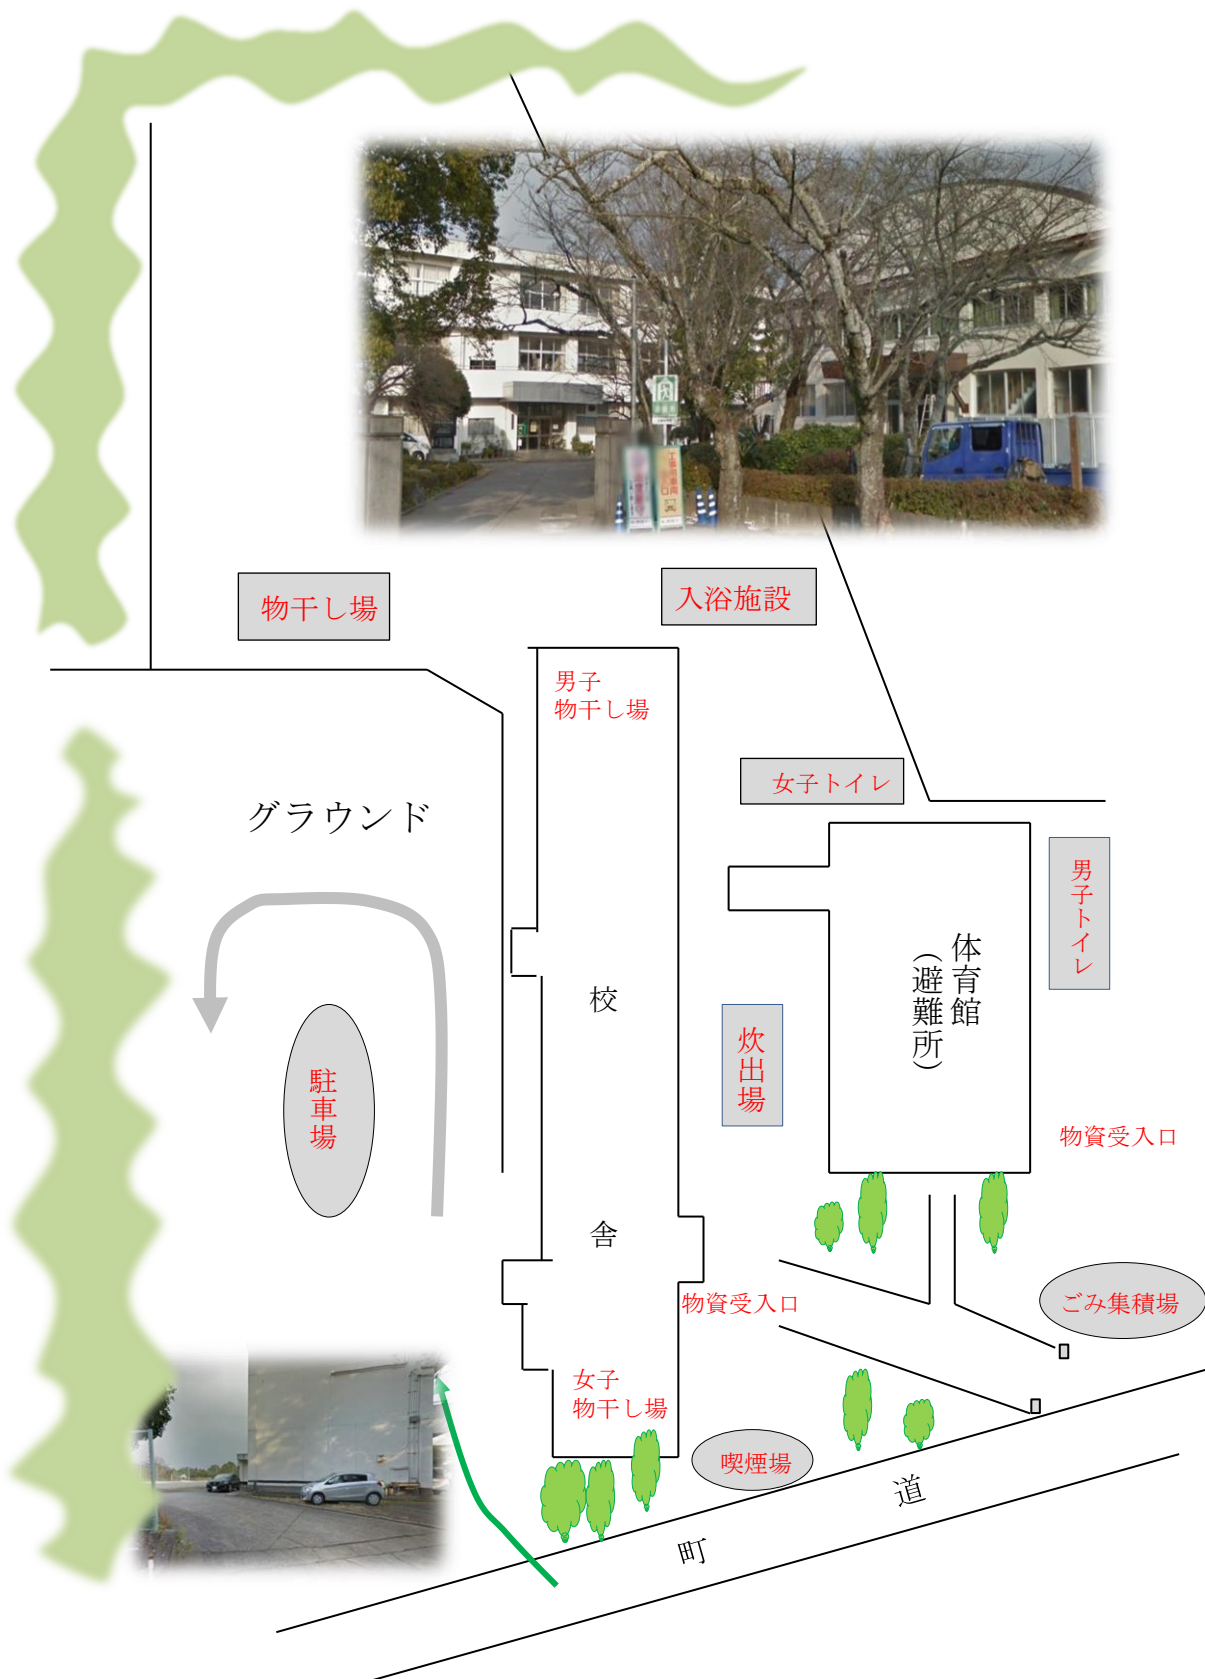 物干し場
入浴施設
男子
物干し場
女子トイレ
グラウンド
男子トイレ
体育館
（避難所）
校
炊出場
駐車場
物資受入口
舎
物資受入口
ごみ集積場
女子
物干し場
喫煙場
道
町